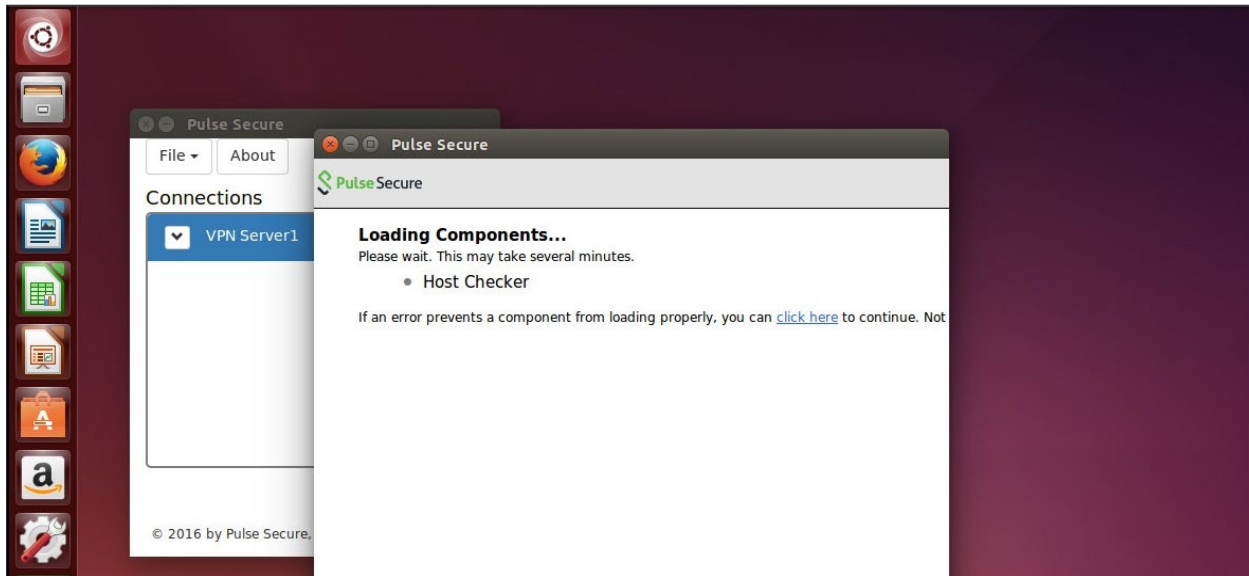 Pulse Secure
File
About
Connections
VPN Server1
© 2016 by Pulse Secure,
Pulse Secure
Pulse Secure
Loading Components...
Please wait. This may take several minutes.
• Host Checker
If an error prevents a component from loading properly, you can click here to continue. Not
a